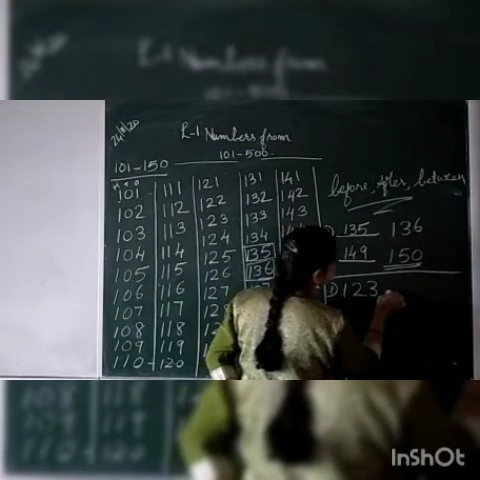 24/8/20
L-1 Numbers from
101-500
101-150
H T O
101 111 121 131 141
102 112 122 132 142
103 113 123 133 143
104 114 124 134
105 115 125 135
106 116 126 136
107 117 127
108 118
109 119
110 - 120
before, after, between
135 136
149 150
1) 123
InShOt